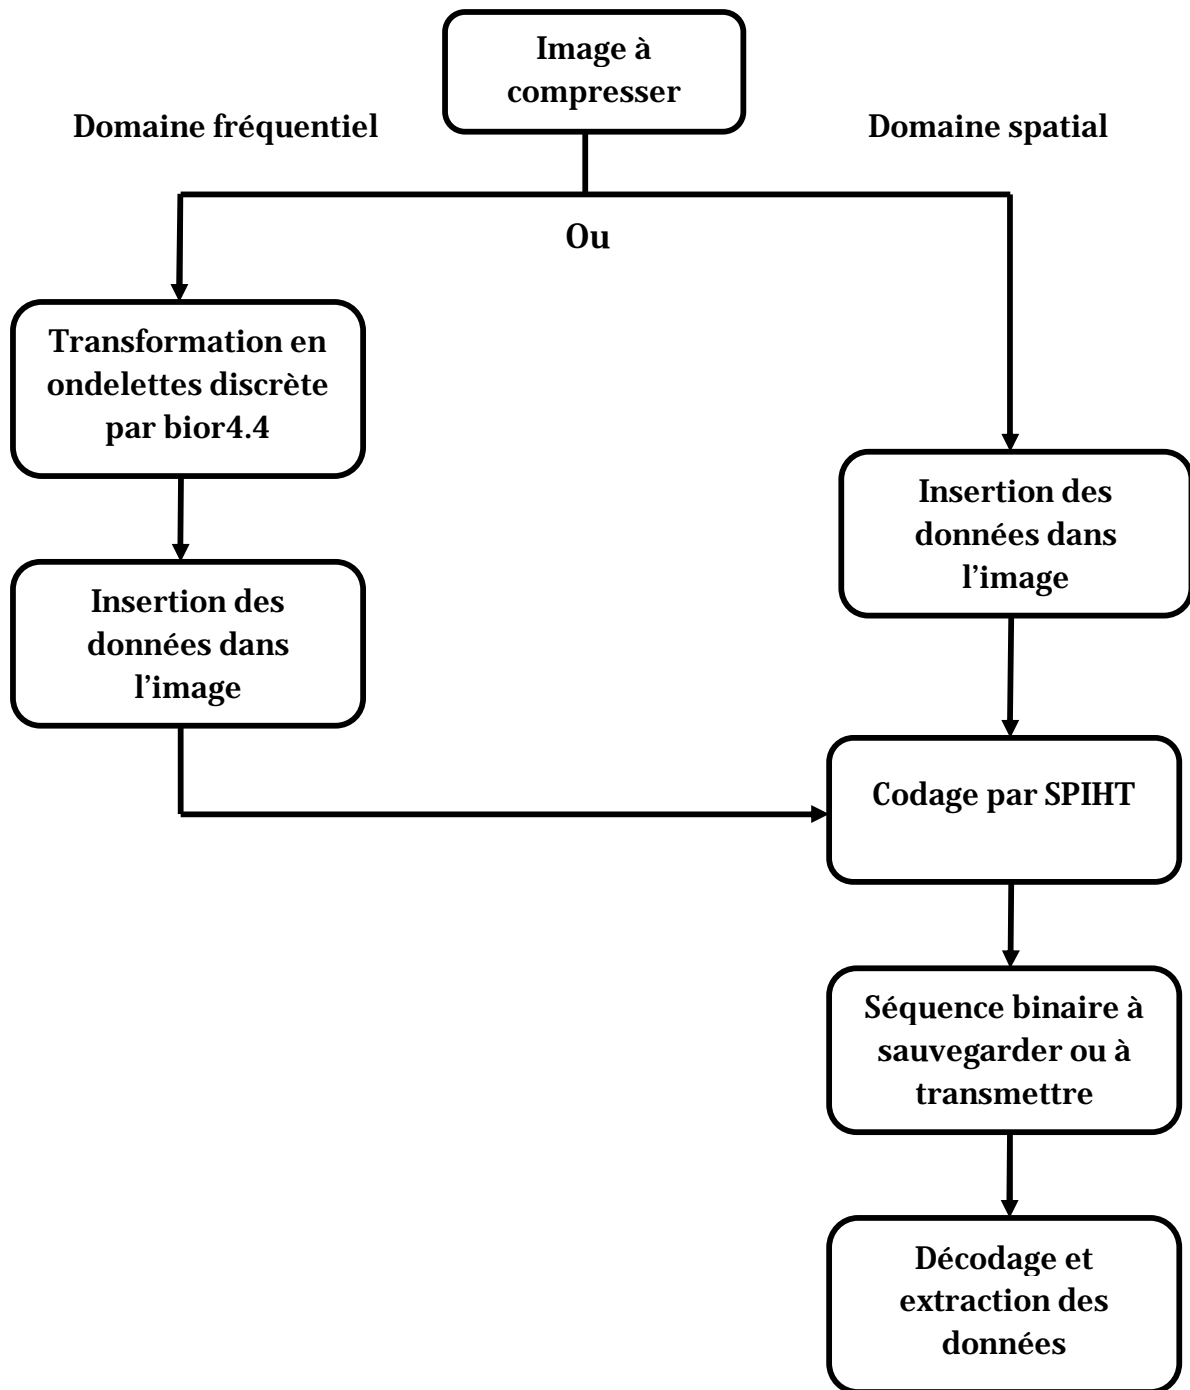 Image à
compresser
Domaine fréquentiel
Domaine spatial
Ou
Transformation en
ondelettes discrète
par bior4.4
Insertion des
données dans
l’image
Insertion des
données dans
l’image
Codage par SPIHT
Séquence binaire à
sauvegarder ou à
transmettre
Décodage et
extraction des
données